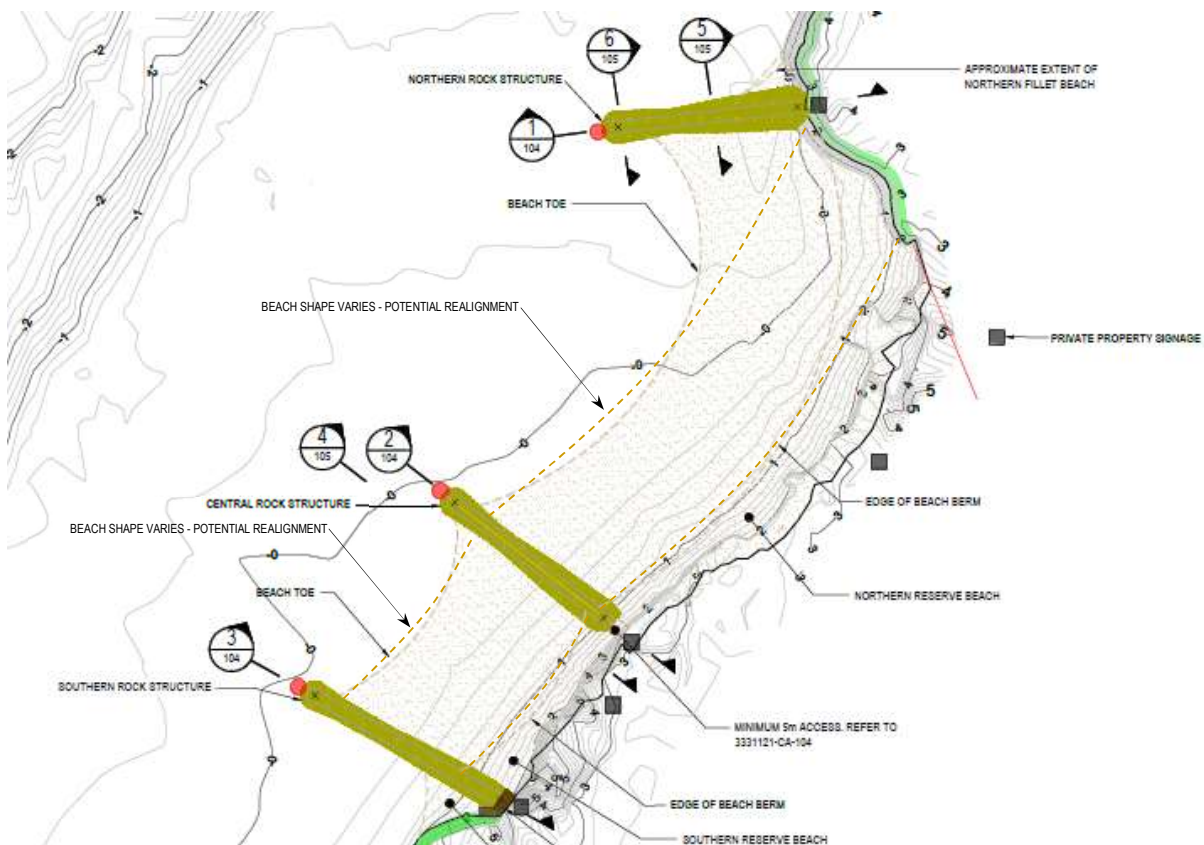 6
105
5
105
NORTHERN ROCK STRUCTURE
APPROXIMATE EXTENT OF
NORTHERN FILLET BEACH
1
104
BEACH TOE
BEACH SHAPE VARIES - POTENTIAL REALIGNMENT
PRIVATE PROPERTY SIGNAGE
4
105
2
104
CENTRAL ROCK STRUCTURE
EDGE OF BEACH BERM
BEACH SHAPE VARIES - POTENTIAL REALIGNMENT
BEACH TOE
NORTHERN RESERVE BEACH
3
104
SOUTHERN ROCK STRUCTURE
MINIMUM 5m ACCESS. REFER TO
3331121-CA-104
EDGE OF BEACH BERM
SOUTHERN RESERVE BEACH